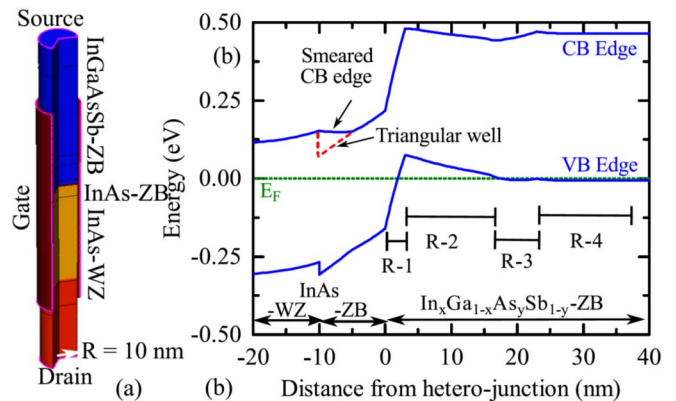 Source
InGaAsSb-ZB
Gate
InAs-ZB
InAs-WZ
R = 10 nm
Drain
(a)
Energy (eV)
0.50
0.25
0.00
-0.25
-0.50
(b)
Smeared
CB edge
CB Edge
Triangular well
VB Edge
E_F
R-1
R-2
R-3
R-4
InAs
-WZ
-ZB
InxGa1-xAsySb1-y-ZB
-20 -10 0 10 20 30 40
(b)
Distance from hetero-junction (nm)